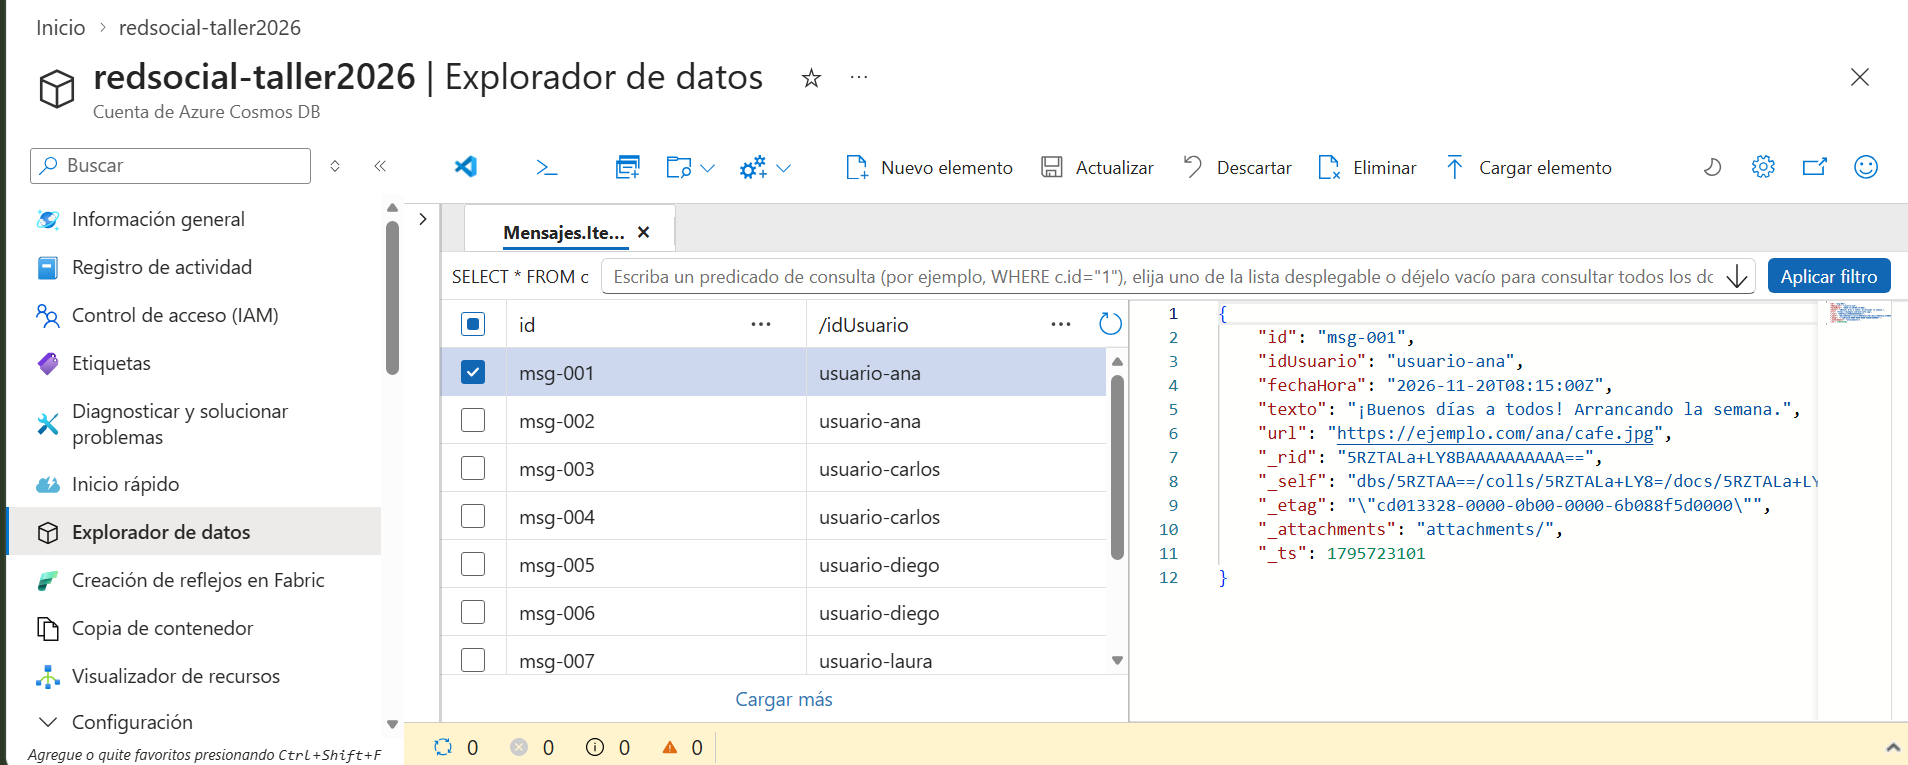 Inicio > redsocial-taller2026
redsocial-taller2026 | Explorador de datos
Cuenta de Azure Cosmos DB
Buscar
Nuevo elemento
Actualizar
Descartar
Eliminar
Cargar elemento
Información general
Registro de actividad
Control de acceso (IAM)
Etiquetas
Diagnosticar y solucionar
problemas
Inicio rápido
Explorador de datos
Creación de reflejos en Fabric
Copia de contenedor
Visualizador de recursos
Configuración
Agregue o quite favoritos presionando Ctrl+Shift+F
Mensajes.Ite...
SELECT * FROM c
Escriba un predicado de consulta (por ejemplo, WHERE c.id="1"), elija uno de la lista desplegable o déjelo vacío para consultar todos los dc
Aplicar filtro
id /idUsuario
msg-001 usuario-ana
msg-002 usuario-ana
msg-003 usuario-carlos
msg-004 usuario-carlos
msg-005 usuario-diego
msg-006 usuario-diego
msg-007 usuario-laura
Cargar más
1 {
2 "id": "msg-001",
3 "idUsuario": "usuario-ana",
4 "fechaHora": "2026-11-20T08:15:00Z",
5 "texto": "¡Buenos días a todos! Arrancando la semana.",
6 "url": "https://ejemplo.com/ana/cafe.jpg",
7 "_rid": "5RZTALa+LY8BAAAAAAAAAA==",
8 "_self": "dbs/5RZTAA==/colls/5RZTALa+LY8=/docs/5RZTALa+LY
9 "_etag": "\"cd013328-0000-0b00-0000-6b088f5d0000\"",
10 "_attachments": "attachments/",
11 "_ts": 1795723101
12 }
0 0 0 0